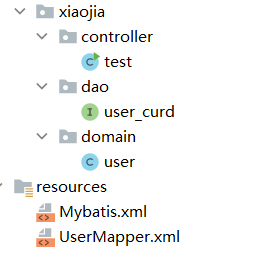 xiaojia
controller
test
dao
user_curd
domain
user
resources
Mybatis.xml
UserMapper.xml